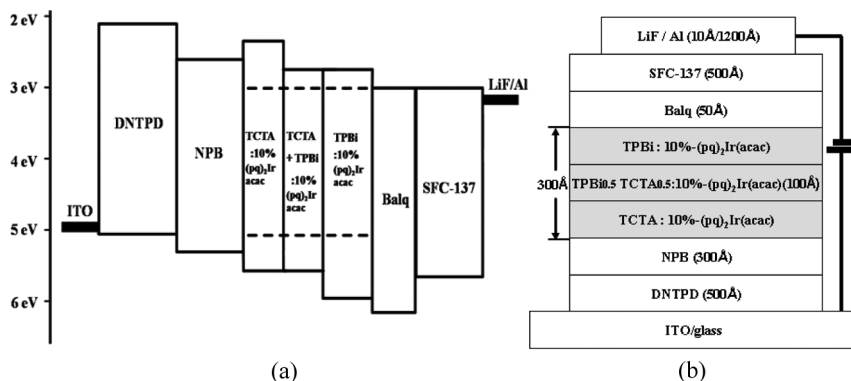 2 eV
3 eV
4 eV
5 eV
6 eV
ITO
DNTPD
NPB
TCTA
:10%
(pq)₂Ir
acac
TCTA
+ TPBi
:10%
(pq)₂Ir
acac
TPBi
:10%
(pq)₂Ir
acac
Balq
SFC-137
LiF/Al
(a)
LiF / Al (10Å/1200Å)
SFC-137 (500Å)
Balq (50Å)
TPBi : 10%-(pq)₂Ir(acac)
TPBi0.5 TCTA0.5:10%-(pq)₂Ir(acac)(100Å)
TCTA : 10%-(pq)₂Ir(acac)
300Å
NPB (300Å)
DNTPD (500Å)
ITO/glass
(b)